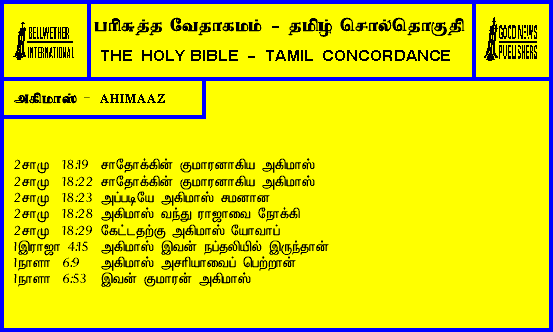 BELLWETHER
INTERNATIONAL
பரிசுத்த வேதாகமம் - தமிழ் சொல்தொகுதி
THE HOLY BIBLE - TAMIL CONCORDANCE
GOOD NEWS
PUBLISHERS
அகிமாஸ் - AHIMAAZ
2சாமு 18:19 சாதோக்கின் குமாரனாகிய அகிமாஸ்
2சாமு 18:22 சாதோக்கின் குமாரனாகிய அகிமாஸ்
2சாமு 18:23 அப்படியே அகிமாஸ் சமனான
2சாமு 18:28 அகிமாஸ் வந்து ராஜாவை நோக்கி
2சாமு 18:29 கேட்டதற்கு அகிமாஸ் யோவாப்
1இராஜா 4:15 அகிமாஸ் இவன் நப்தலியில் இருந்தான்
1நாளா 6:9 அகிமாஸ் அசரியாவைப் பெற்றான்
1நாளா 6:53 இவன் குமாரன் அகிமாஸ்